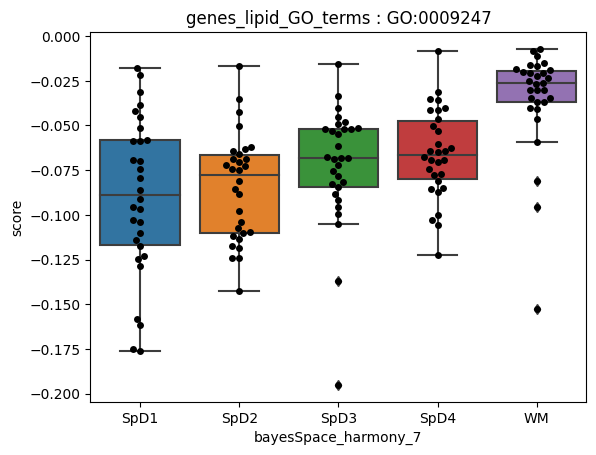 genes_lipid_GO_terms : GO:0009247
0.000
−0.025
−0.050
−0.075
−0.100
−0.125
−0.150
−0.175
−0.200
score
SpD1 SpD2 SpD3 SpD4 WM
bayesSpace_harmony_7